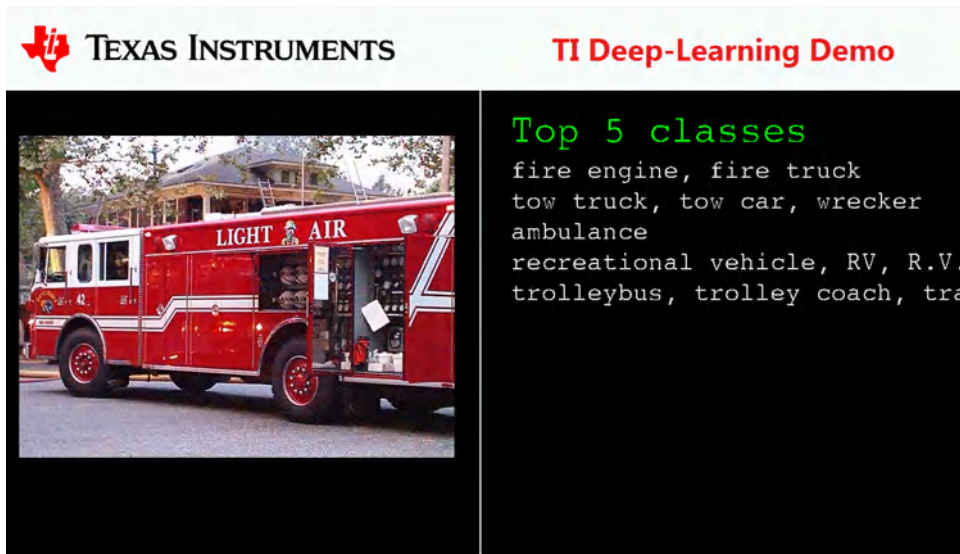 TEXAS INSTRUMENTS
TI Deep-Learning Demo
Top 5 classes
fire engine, fire truck
tow truck, tow car, wrecker
ambulance
recreational vehicle, RV, R.V.
trolleybus, trolley coach, tra
LIGHT AIR
42